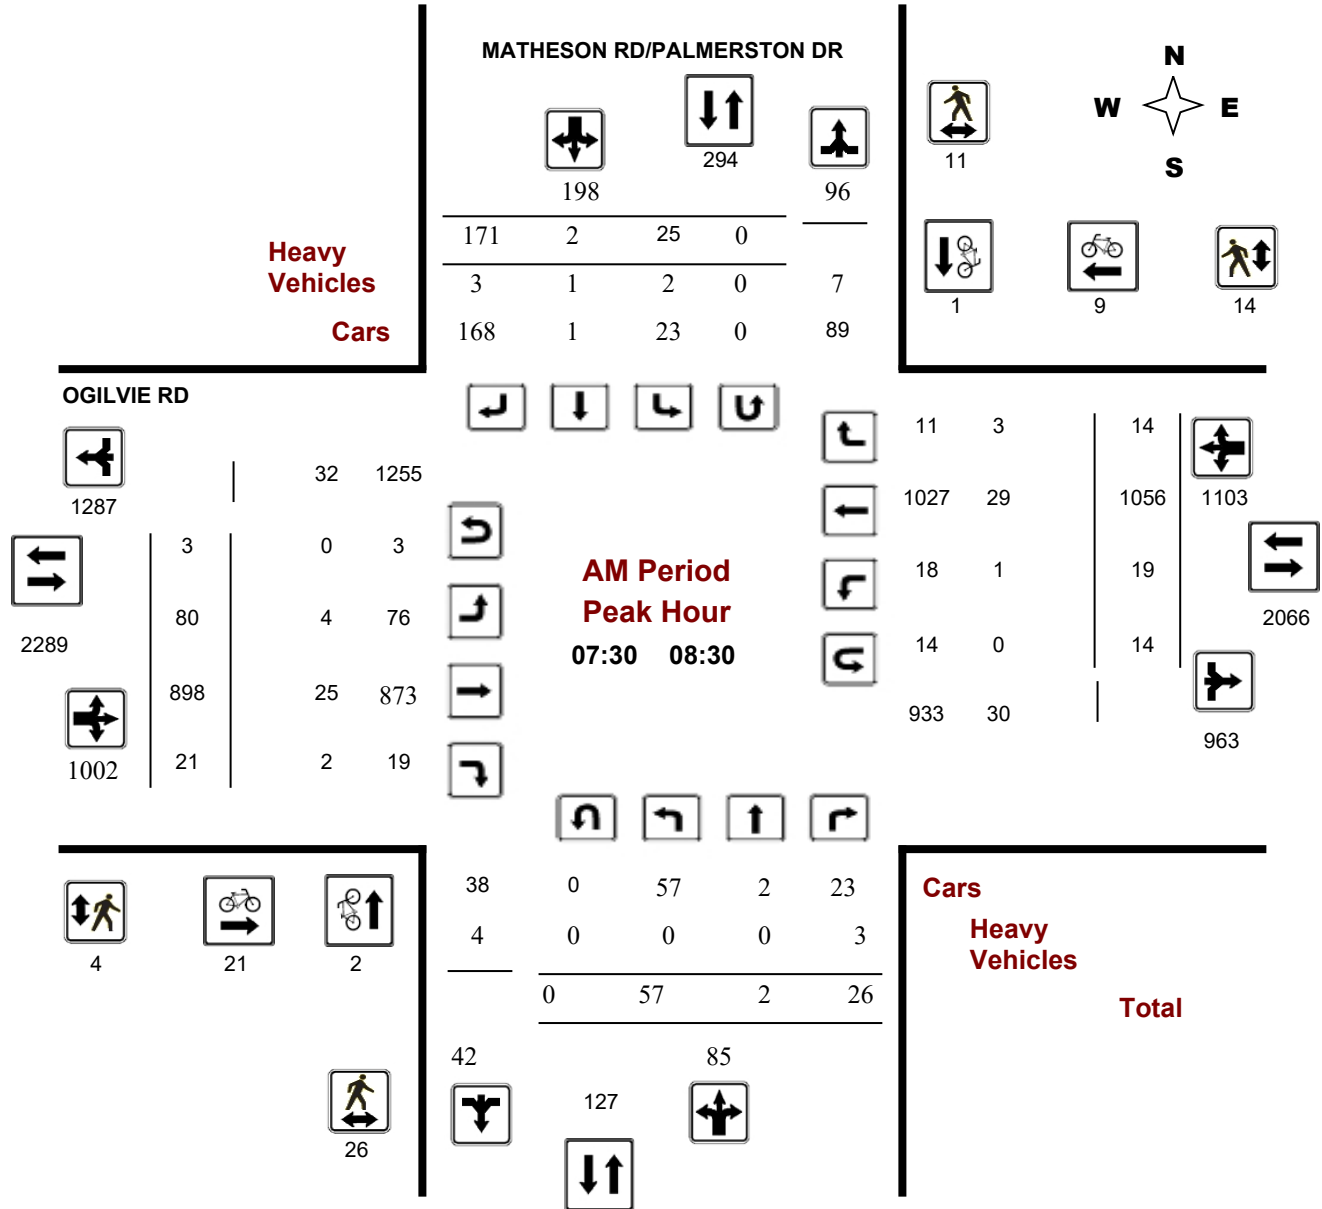 MATHESON RD/PALMERSTON DR
N
W E
S
294
11
198 96
171 2 25 0
Heavy
Vehicles
3 1 2 0 7
1 9 14
Cars
168 1 23 0 89
OGILVIE RD
11 3 14
32 1255
1287
1027 29 1056 1103
3 0 3
AM Period
Peak Hour
07:30 08:30
18 1 19
80 4 76
2289
2066
14 0 14
898 25 873
933 30
963
1002 21 2 19
38 0 57 2 23
Cars
4 0 0 0 3
Heavy
Vehicles
4 21 2
0 57 2 26
Total
42 85
127
26